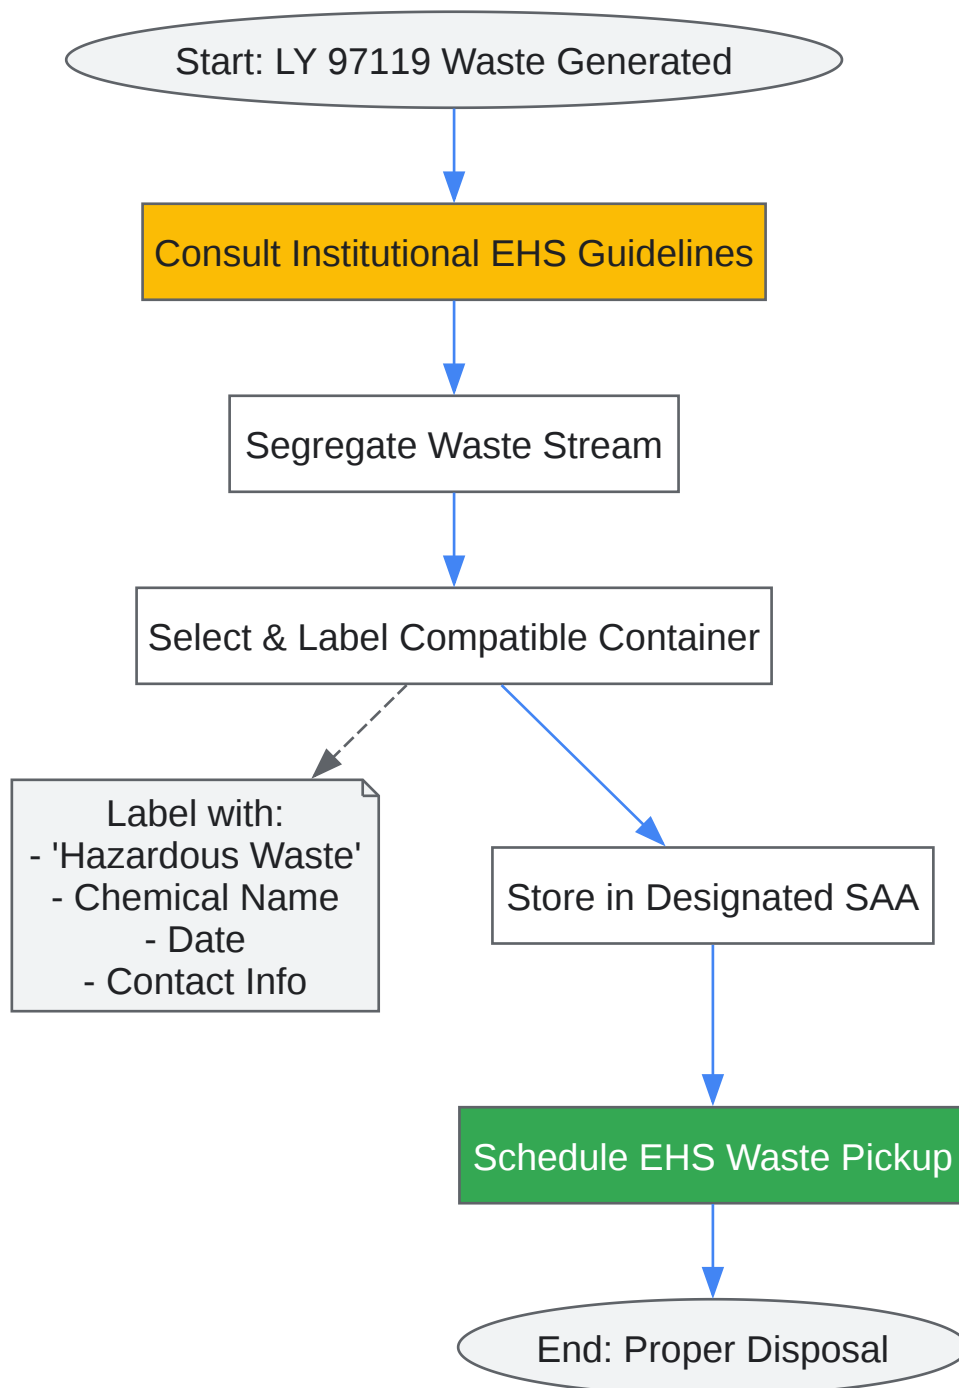 Start: LY 97119 Waste Generated
Consult Institutional EHS Guidelines
Segregate Waste Stream
Select & Label Compatible Container
Label with:
- 'Hazardous Waste'
- Chemical Name
- Date
- Contact Info
Store in Designated SAA
Schedule EHS Waste Pickup
End: Proper Disposal